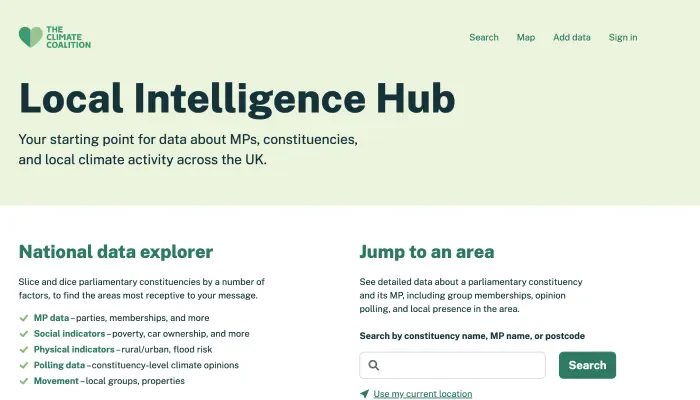 THE
CLIMATE
COALITION
Search Map Add data Sign in
Local Intelligence Hub
Your starting point for data about MPs, constituencies,
and local climate activity across the UK.
National data explorer
Slice and dice parliamentary constituencies by a number of
factors, to find the areas most receptive to your message.
MP data – parties, memberships, and more
Social indicators – poverty, car ownership, and more
Physical indicators – rural/urban, flood risk
Polling data – constituency-level climate opinions
Movement – local groups, properties
Jump to an area
See detailed data about a parliamentary constituency
and its MP, including group memberships, opinion
polling, and local presence in the area.
Search by constituency name, MP name, or postcode
Search
Use my current location